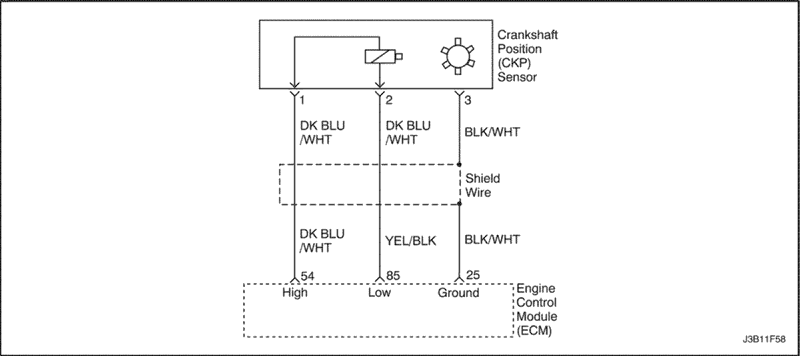 Crankshaft
Position
(CKP)
Sensor
1 2 3
DK BLU
/WHT
DK BLU
/WHT
BLK/WHT
Shield
Wire
DK BLU
/WHT
YEL/BLK
BLK/WHT
54 85 25
High Low Ground
Engine
Control
Module
(ECM)
J3B11F58